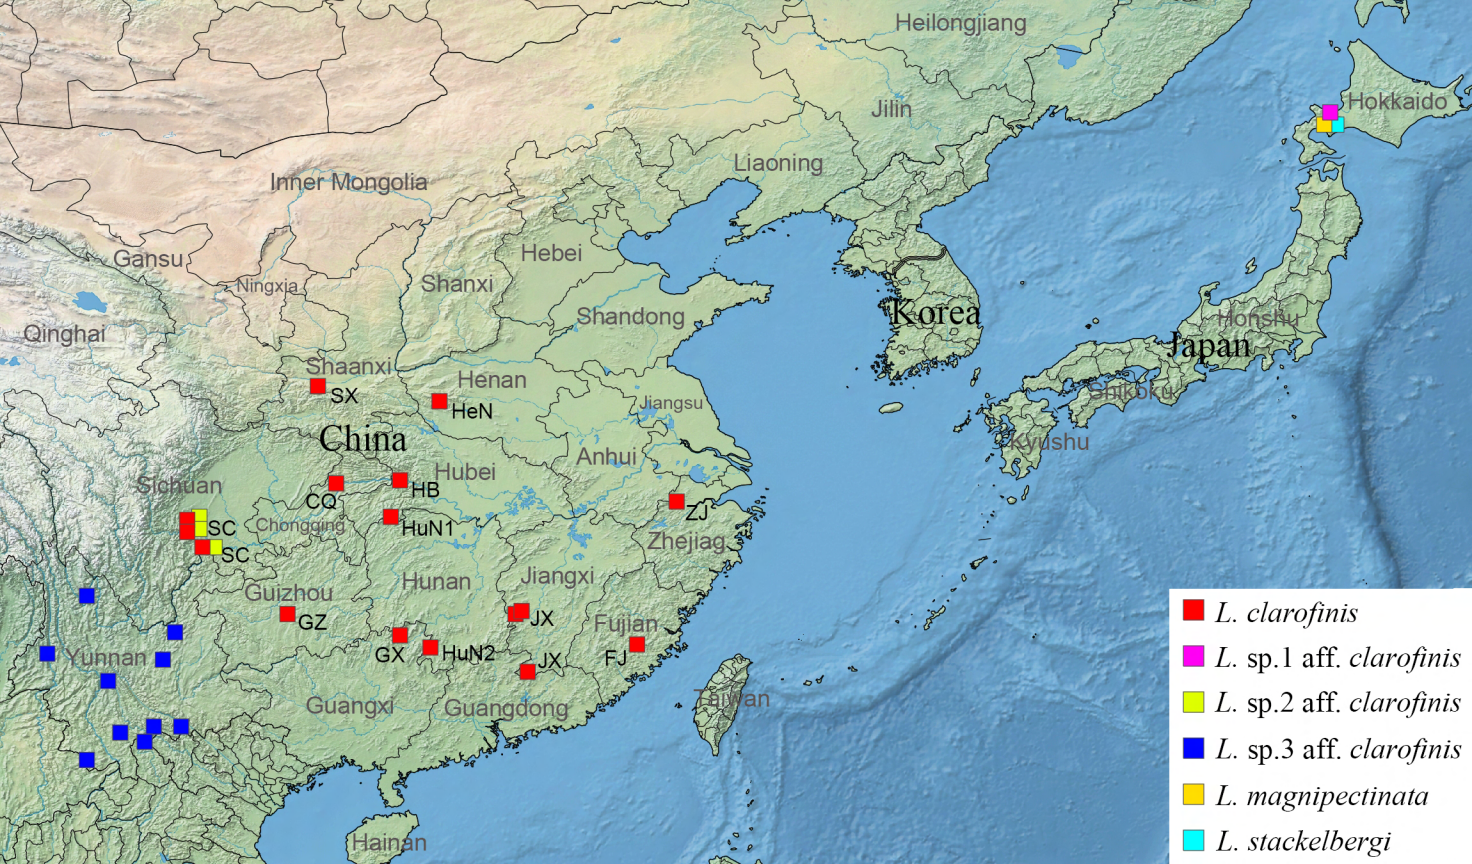 Heilongjiang
Hokkaido
Jilin
Liaoning
Inner Mongolia
Hebei
Gansu
Shanxi
Ningxia
Shandong
Korea
Honshu
Qinghai
Japan
Shaanxi
Henan
SX
Shikoku
Jiangsu
HeN
China
Kyushu
Anhui
Hubei
Sichuan
HB
CQ
ZJ
Chongqing
HuN1
SC
Zhejiag
SC
Jiangxi
Hunan
Guizhou
JX
GZ
Fujian
HuN2
GX
Yunnan
JX
FJ
Taiwan
Guangxi
Guangdong
Hainan
L. clarofinis
L. sp.1 aff. clarofinis
L. sp.2 aff. clarofinis
L. sp.3 aff. clarofinis
L. magnipectinata
L. stackelbergi